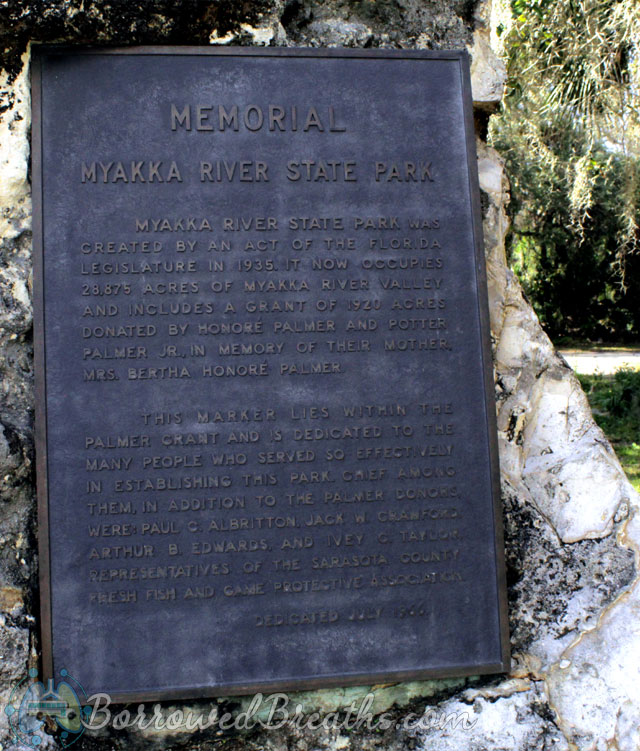 MEMORIAL
MYAKKA RIVER STATE PARK
MYAKKA RIVER STATE PARK WAS
CREATED BY AN ACT OF THE FLORIDA
LEGISLATURE IN 1935. IT NOW OCCUPIES
28,875 ACRES OF MYAKKA RIVER VALLEY
AND INCLUDES A GRANT OF 1920 ACRES
DONATED BY HONORÉ PALMER AND POTTER
PALMER JR., IN MEMORY OF THEIR MOTHER,
MRS. BERTHA HONORÉ PALMER.
THIS MARKER LIES WITHIN THE
PALMER GRANT AND IS DEDICATED TO THE
MANY PEOPLE WHO SERVED SO EFFECTIVELY
IN ESTABLISHING THIS PARK. CHIEF AMONG
THEM, IN ADDITION TO THE PALMER DONORS,
WERE: PAUL C. ALBRITTON, JACK W. CRAWFORD,
ARTHUR B. EDWARDS, AND IVEY C. TAYLOR,
REPRESENTATIVES OF THE SARASOTA COUNTY
FRESH FISH AND GAME PROTECTIVE ASSOCIATION.
DEDICATED JULY
BorrowedBreaths.com